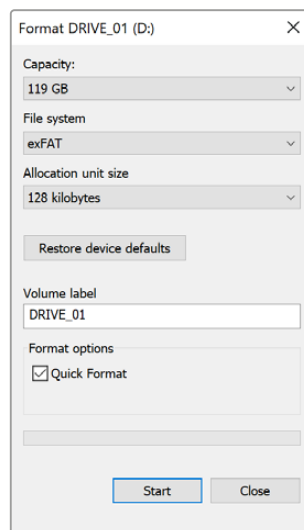 Format DRIVE_01 (D:)
Capacity:
119 GB
File system
exFAT
Allocation unit size
128 kilobytes
Restore device defaults
Volume label
DRIVE_01
Format options
Quick Format
Start Close